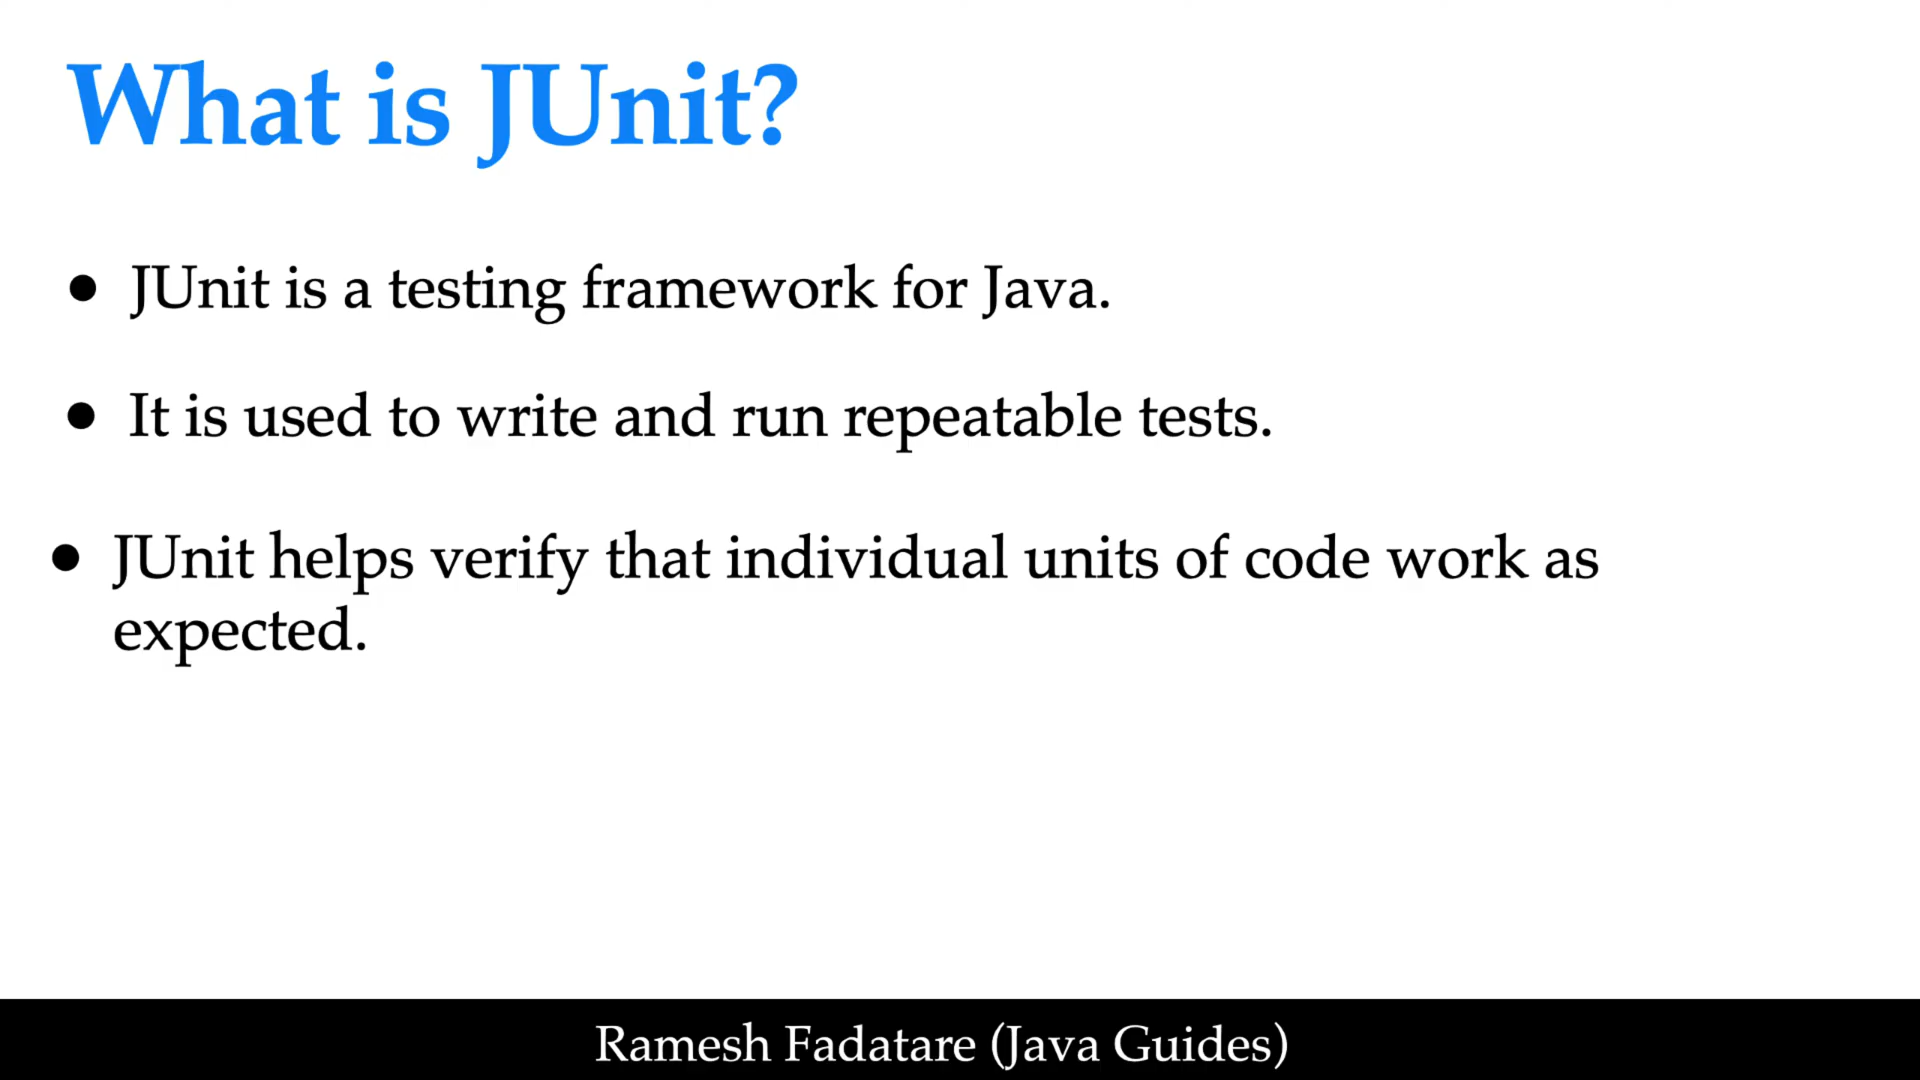 What is JUnit?
• JUnit is a testing framework for Java.
• It is used to write and run repeatable tests.
• JUnit helps verify that individual units of code work as
expected.
Ramesh Fadatare (Java Guides)